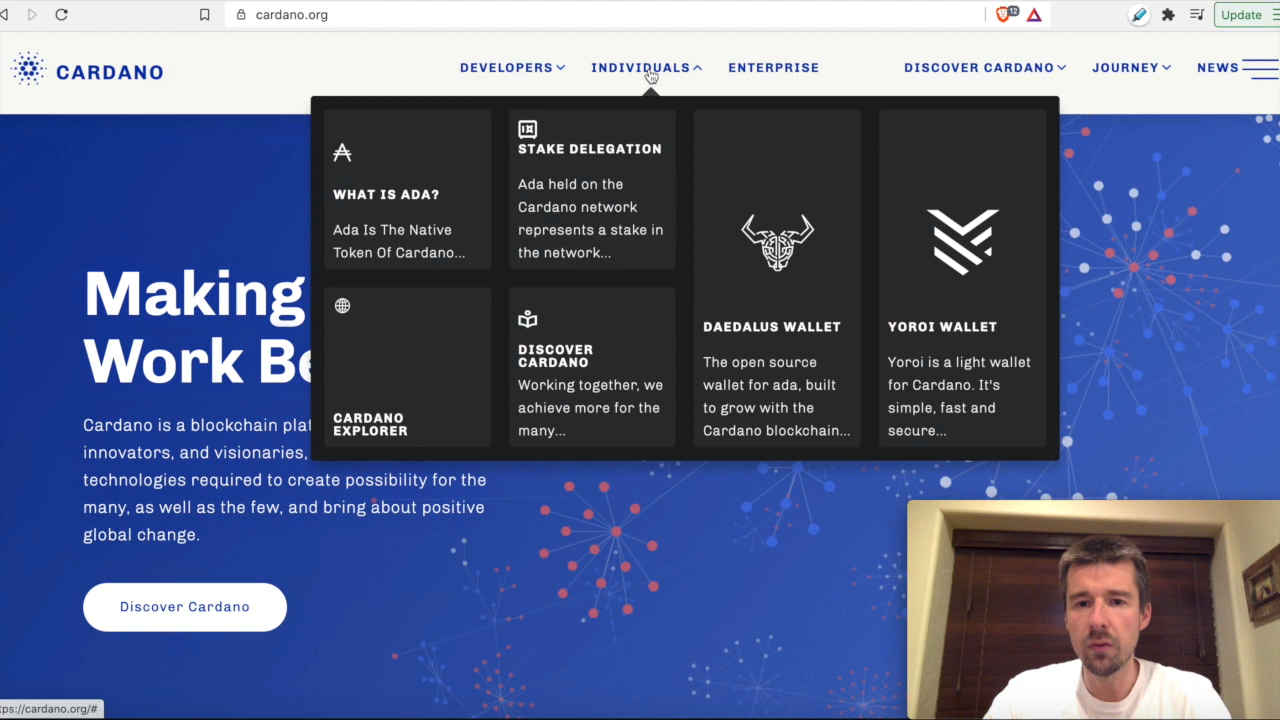 cardano.org
12
Update
CARDANO
DEVELOPERS
INDIVIDUALS
ENTERPRISE
DISCOVER CARDANO
JOURNEY
NEWS
WHAT IS ADA?
Ada Is The Native
Token Of Cardano...
STAKE DELEGATION
Ada held on the
Cardano network
represents a stake in
the network...
CARDANO
EXPLORER
DISCOVER
CARDANO
Working together, we
achieve more for the
many...
DAEDALUS WALLET
The open source
wallet for ada, built
to grow with the
Cardano blockchain...
YOROI WALLET
Yoroi is a light wallet
for Cardano. It's
simple, fast and
secure...
Making
Work Be
Cardano is a blockchain plat
innovators, and visionaries,
technologies required to create possibility for the
many, as well as the few, and bring about positive
global change.
Discover Cardano
tps://cardano.org/#